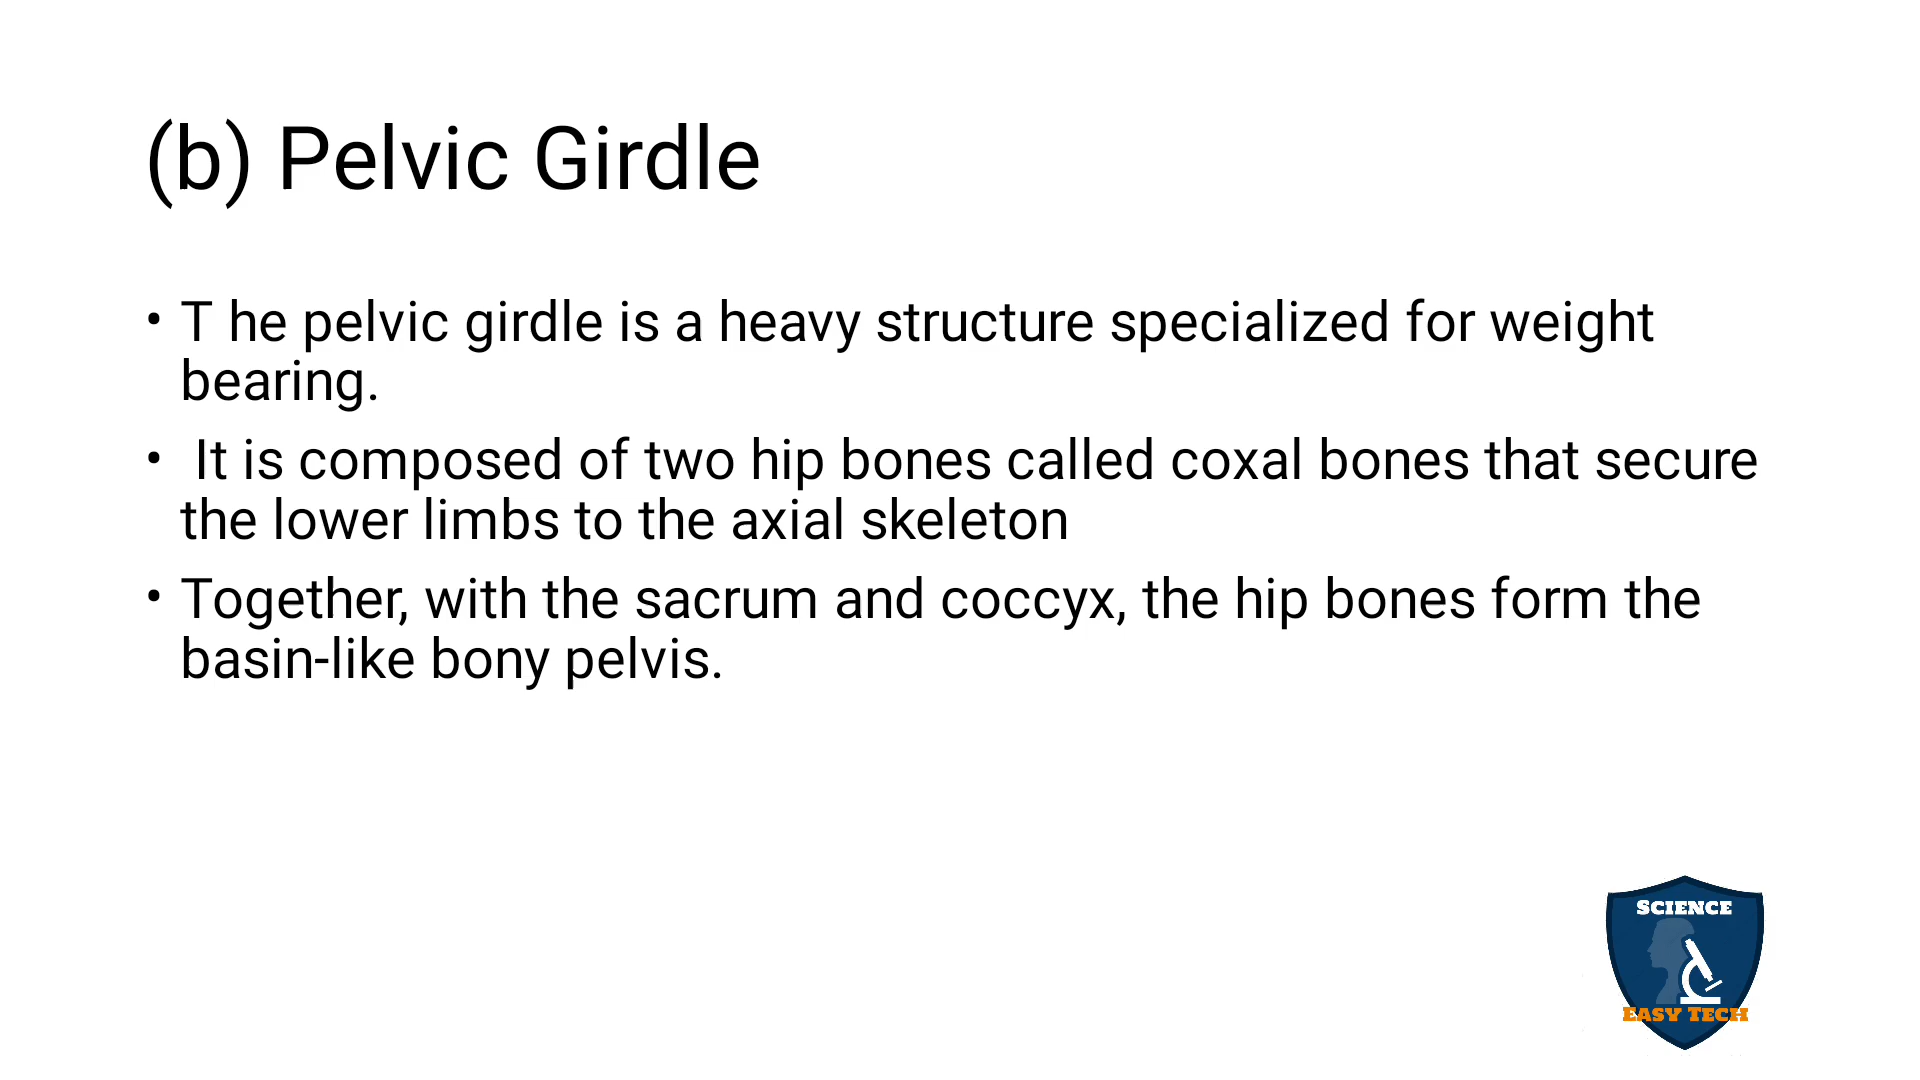 (b) Pelvic Girdle
• T he pelvic girdle is a heavy structure specialized for weight
bearing.
• It is composed of two hip bones called coxal bones that secure
the lower limbs to the axial skeleton
• Together, with the sacrum and coccyx, the hip bones form the
basin-like bony pelvis.
SCIENCE
EASY TECH